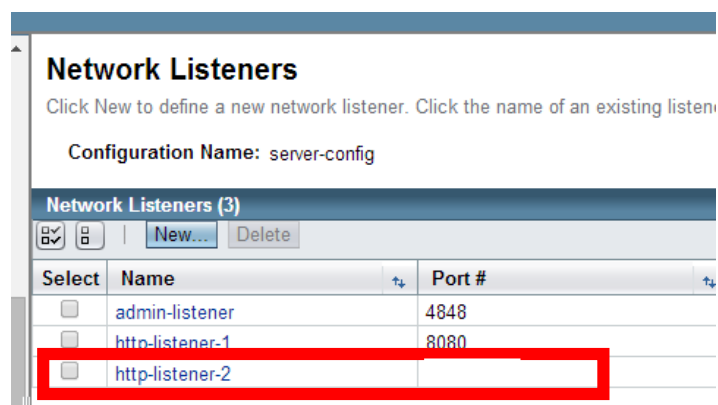 Network Listeners
Click New to define a new network listener. Click the name of an existing listene
Configuration Name: server-config
Network Listeners (3)
New... Delete
Select Name Port #
admin-listener 4848
http-listener-1 8080
http-listener-2